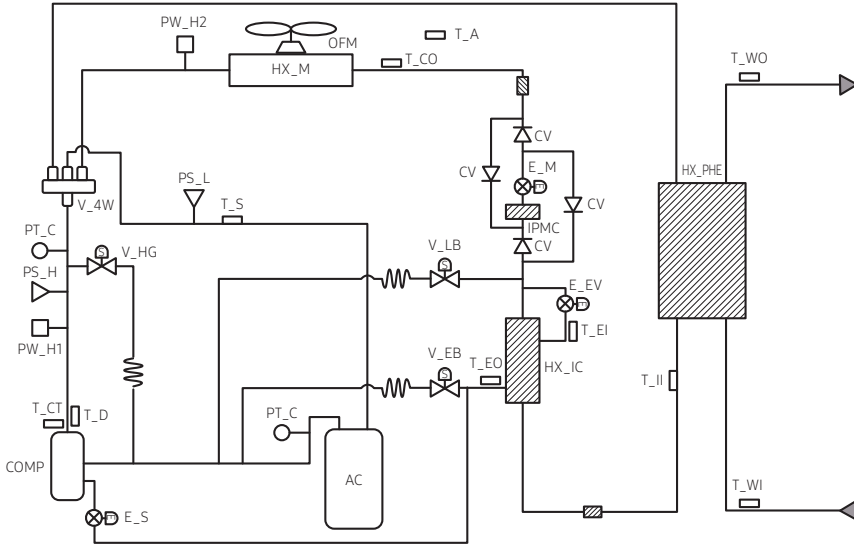 PW_H2
OFM
T_A
T_CO
HX_M
T_WO
CV
CV
E_M
E
HX_PHE
CV
IPMC
CV
PS_L
T_S
V_4W
PT_C
S
V_HG
PS_H
PW_H1
V_LB
S
E_EV
E
T_EI
V_EB
S
T_EO
HX_IC
T_II
T_CT
T_D
PT_C
COMP
AC
E
E_S
T_WI